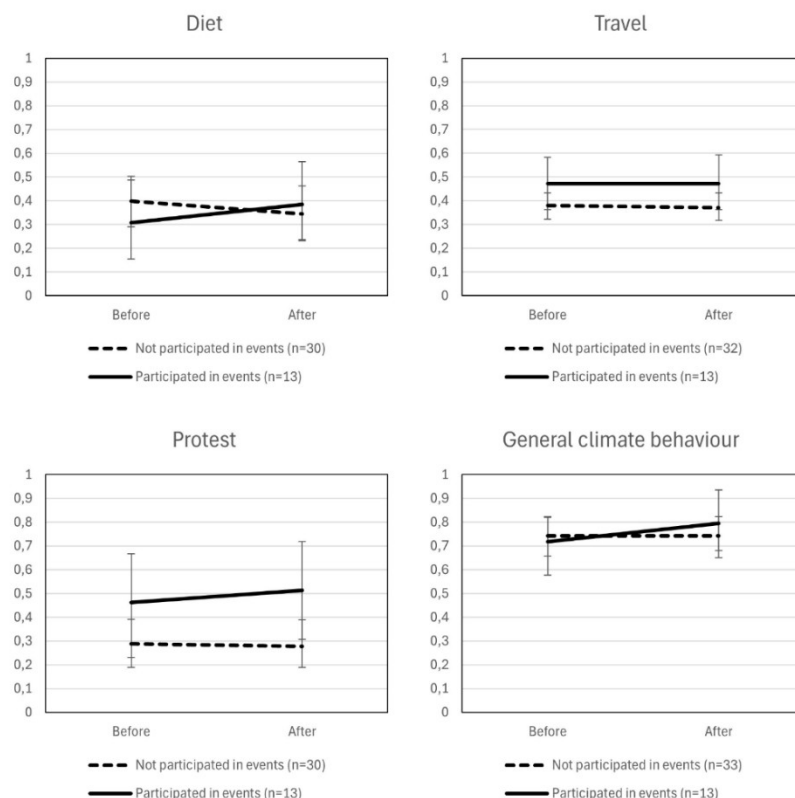 Diet
1
0,9
0,8
0,7
0,6
0,5
0,4
0,3
0,2
0,1
0
Before After
Not participated in events (n=30)
Participated in events (n=13)
Travel
1
0,9
0,8
0,7
0,6
0,5
0,4
0,3
0,2
0,1
0
Before After
Not participated in events (n=32)
Participated in events (n=13)
Protest
1
0,9
0,8
0,7
0,6
0,5
0,4
0,3
0,2
0,1
0
Before After
Not participated in events (n=30)
Participated in events (n=13)
General climate behaviour
1
0,9
0,8
0,7
0,6
0,5
0,4
0,3
0,2
0,1
0
Before After
Not participated in events (n=33)
Participated in events (n=13)